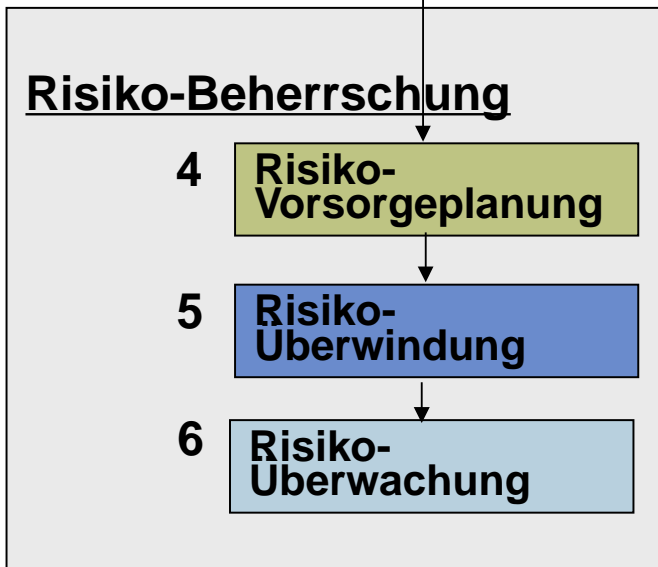 Risiko-Beherrschung
4
Risiko-
Vorsorgeplanung
5
Risiko-
Überwindung
6
Risiko-
Überwachung